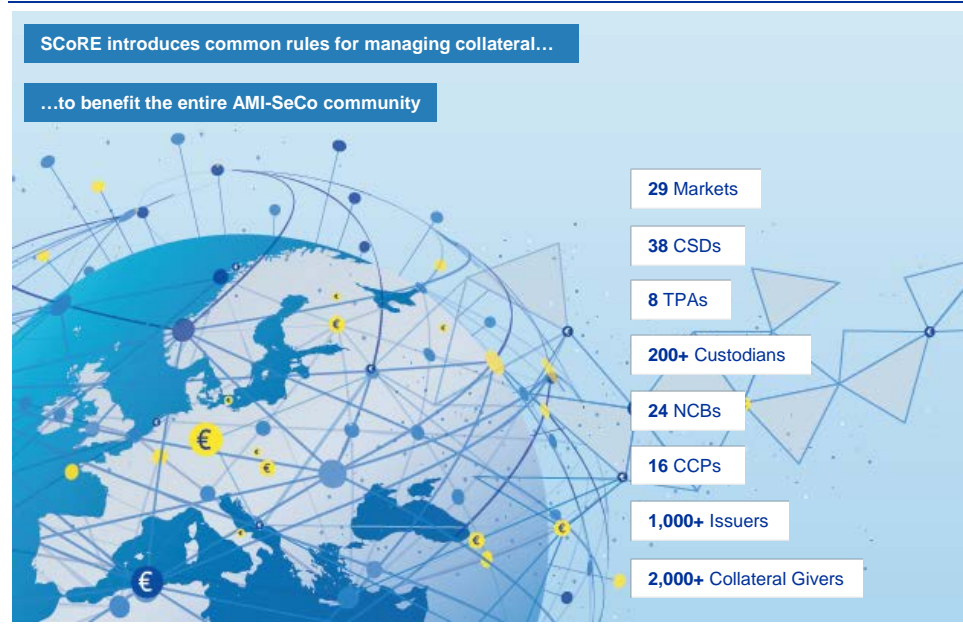 SCoRE introduces common rules for managing collateral…
…to benefit the entire AMI-SeCo community
29 Markets
38 CSDs
8 TPAs
200+ Custodians
24 NCBs
16 CCPs
1,000+ Issuers
2,000+ Collateral Givers